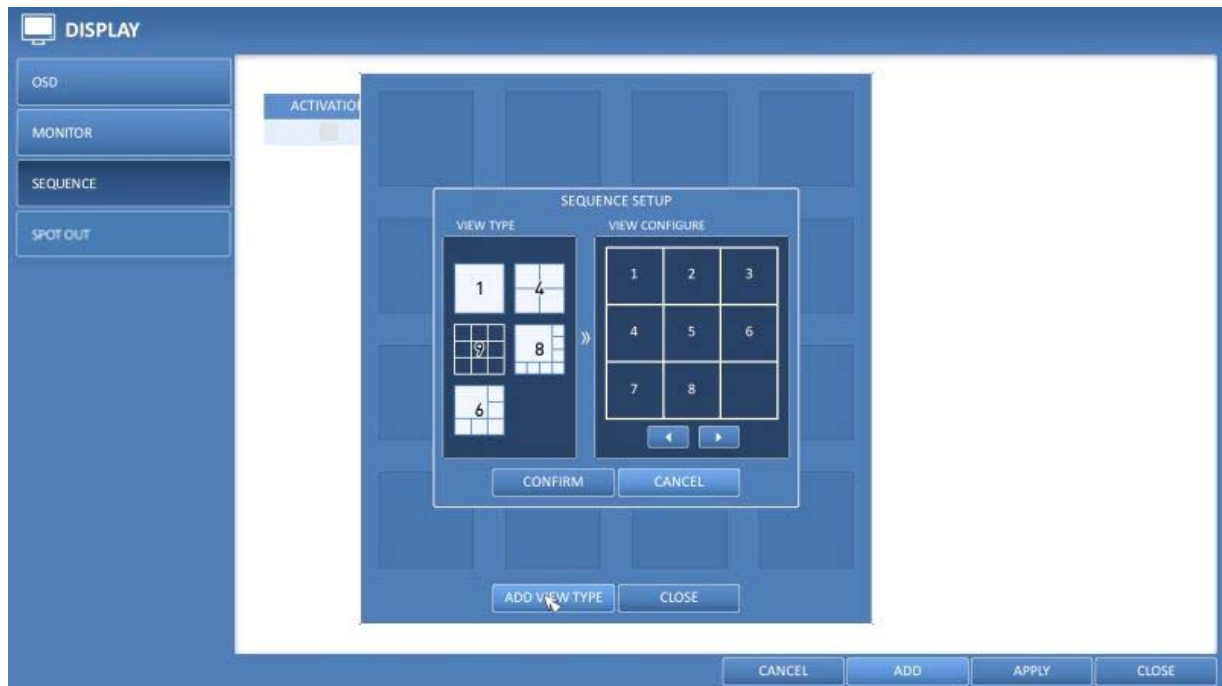 DISPLAY
OSD
MONITOR
SEQUENCE
SPOT OUT
ACTIVATION
SEQUENCE SETUP
VIEW TYPE
VIEW CONFIGURE
1 4
9 8
6
»
1 2 3
4 5 6
7 8
CONFIRM CANCEL
ADD VIEW TYPE CLOSE
CANCEL ADD APPLY CLOSE